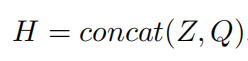 H = concat(Z, Q)